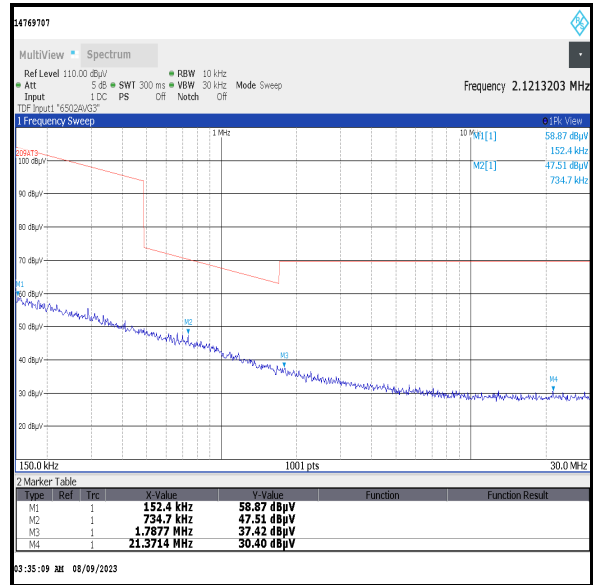 14769707
MultiView Spectrum
Ref Level 110.00 dBµV RBW 10 kHz
Att 5 dB SWT 300 ms VBW 30 kHz Mode Sweep Frequency 2.1213203 MHz
Input 1 DC PS Off Notch Off
TDF Input1 "6502AVG3"
1 Frequency Sweep 1Pk View
1 MHz 10 M M1[1] 58.87 dBµV
152.4 kHz
M2[1] 47.51 dBµV
734.7 kHz
209AT3
100 dBµV
90 dBµV
80 dBµV
70 dBµV
M1
60 dBµV
M2
50 dBµV
M3
40 dBµV
M4
30 dBµV
20 dBµV
150.0 kHz 1001 pts 30.0 MHz
2 Marker Table
Type Ref Trc X-Value Y-Value Function Function Result
M1 1 152.4 kHz 58.87 dBµV
M2 1 734.7 kHz 47.51 dBµV
M3 1 1.7877 MHz 37.42 dBµV
M4 1 21.3714 MHz 30.40 dBµV
03:35:09 AM 08/09/2023